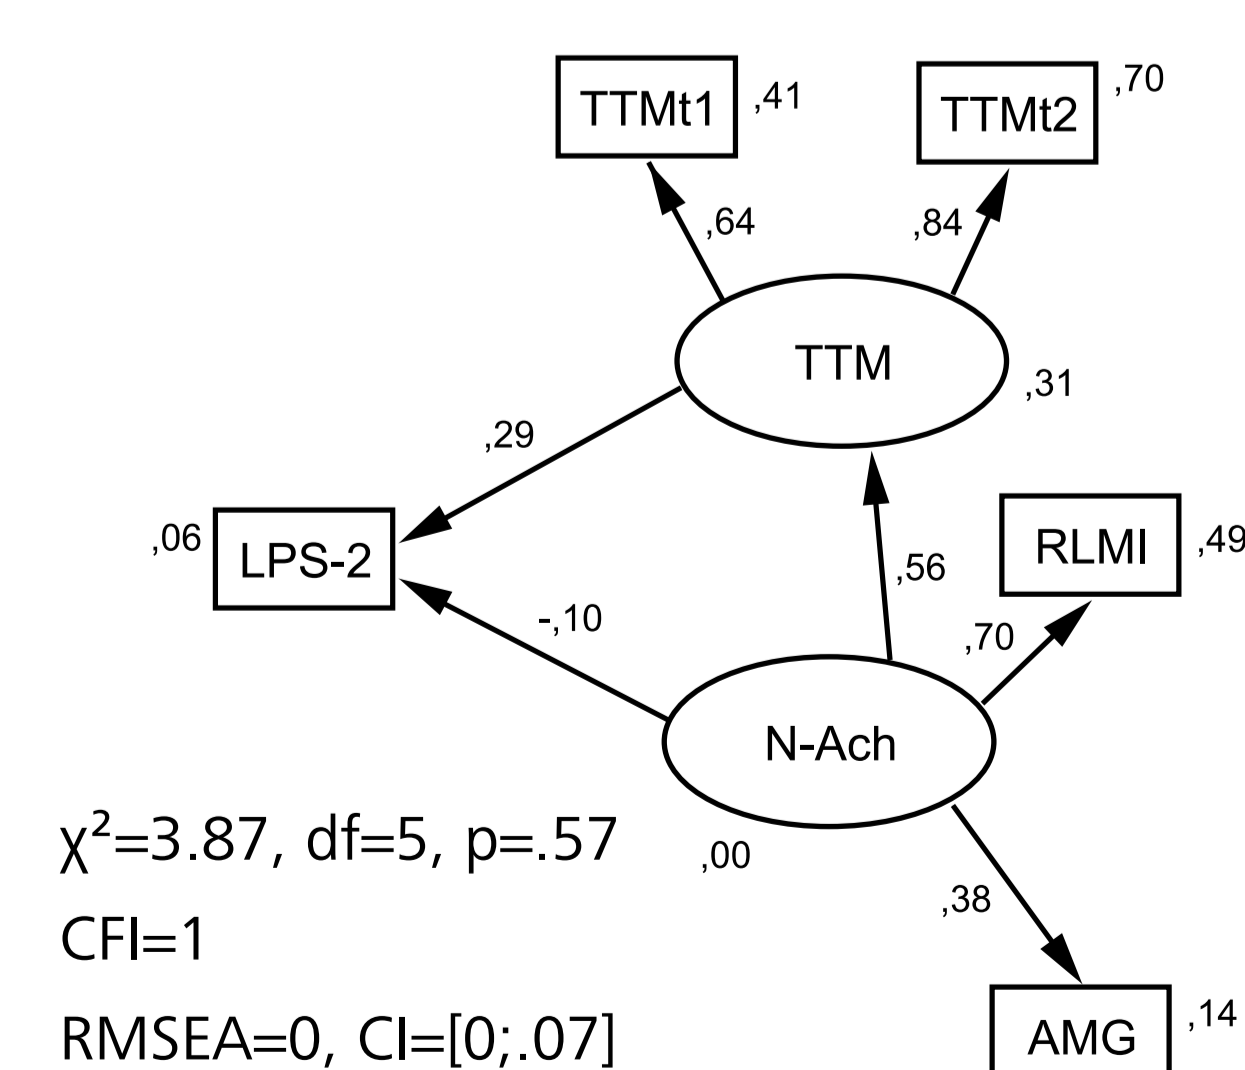 TTMt1 ,41
TTMt2 ,70
,64
,84
TTM
,31
,29
,06 LPS-2
RLMI ,49
,56
-,10
,70
N-Ach
χ²=3.87, df=5, p=.57
,00
,38
CFI=1
RMSEA=0, CI=[0;.07]
AMG ,14